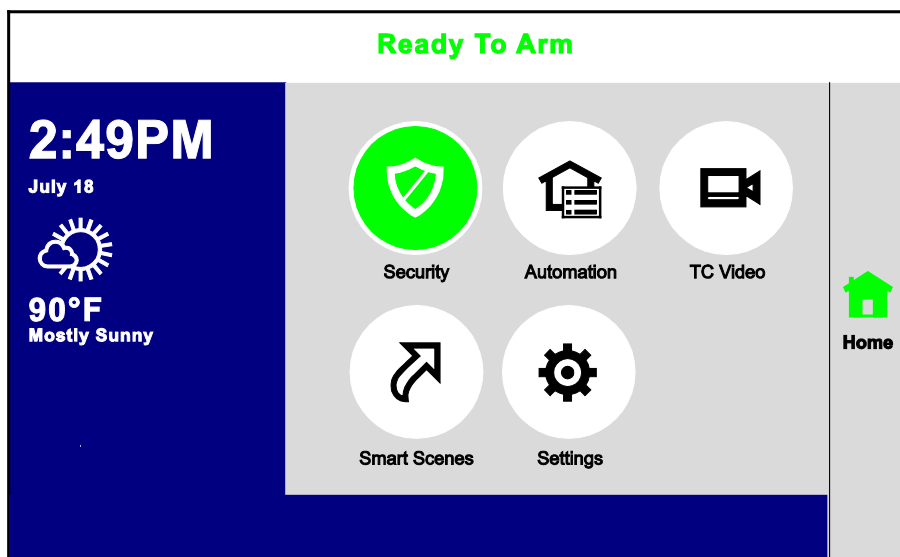 Ready To Arm
2:49PM
July 18
90°F
Mostly Sunny
Security
Automation
TC Video
Smart Scenes
Settings
Home